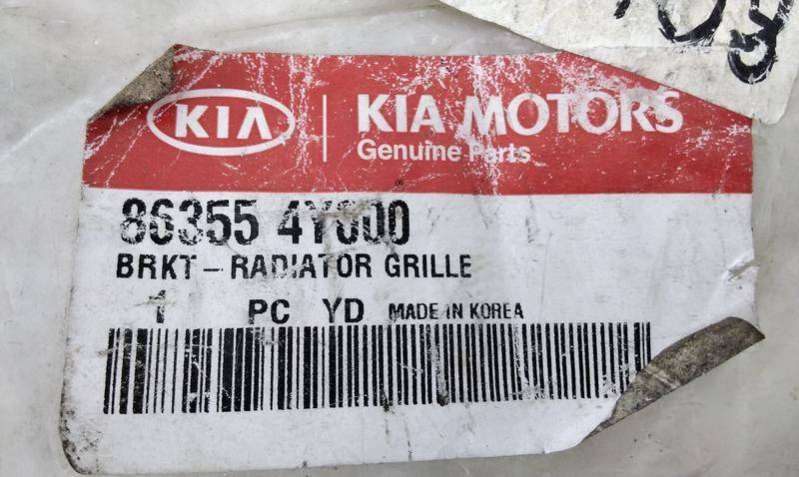 KIA
KIA MOTORS
Genuine Parts
86355 4Y000
BRKT - RADIATOR GRILLE
1 PC YD MADE IN KOREA